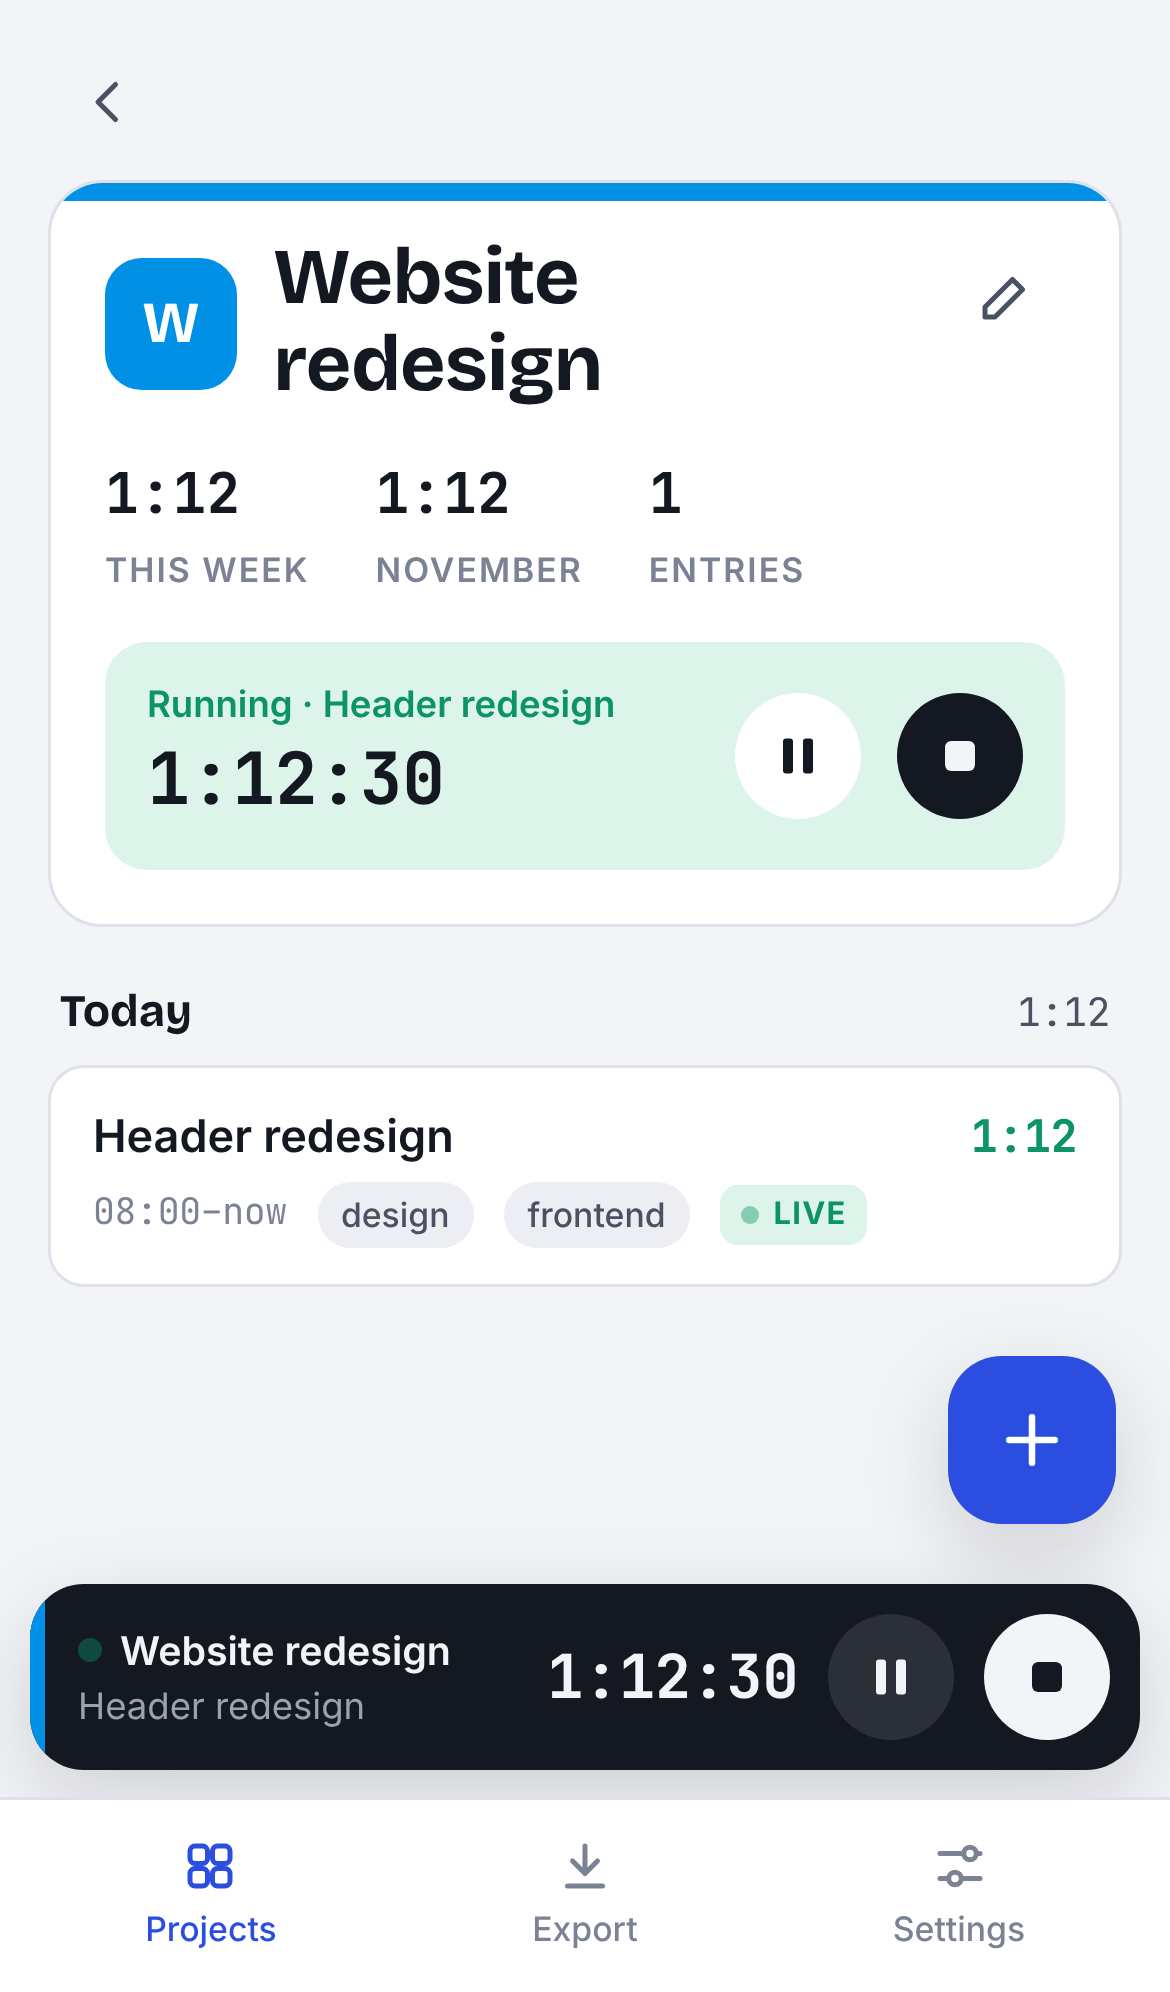 W
Website
redesign
1:12 1:12 1
THIS WEEK NOVEMBER ENTRIES
Running · Header redesign
1:12:30
Today 1:12
Header redesign 1:12
08:00–now design frontend LIVE
Website redesign
Header redesign
1:12:30
Projects Export Settings